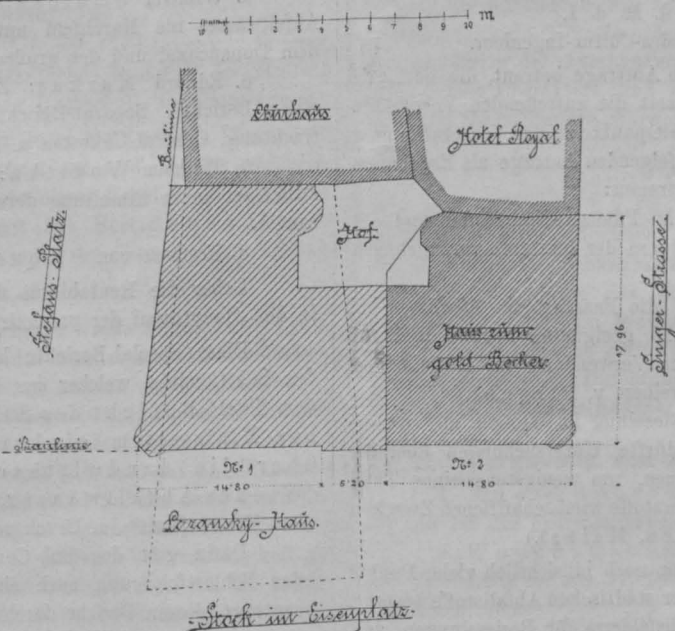 10 0 1 2 3 4 5 6 7 8 9 10 m
Baulinie
Hotel Royal
Hof
Stefans-Platz
Singer-Strasse
Haus zum
gold Becher
17.96
Baulinie
No 1
No 2
14.80
5.20
14.80
Lazansky-Haus.
Stock im Eisenplatz.